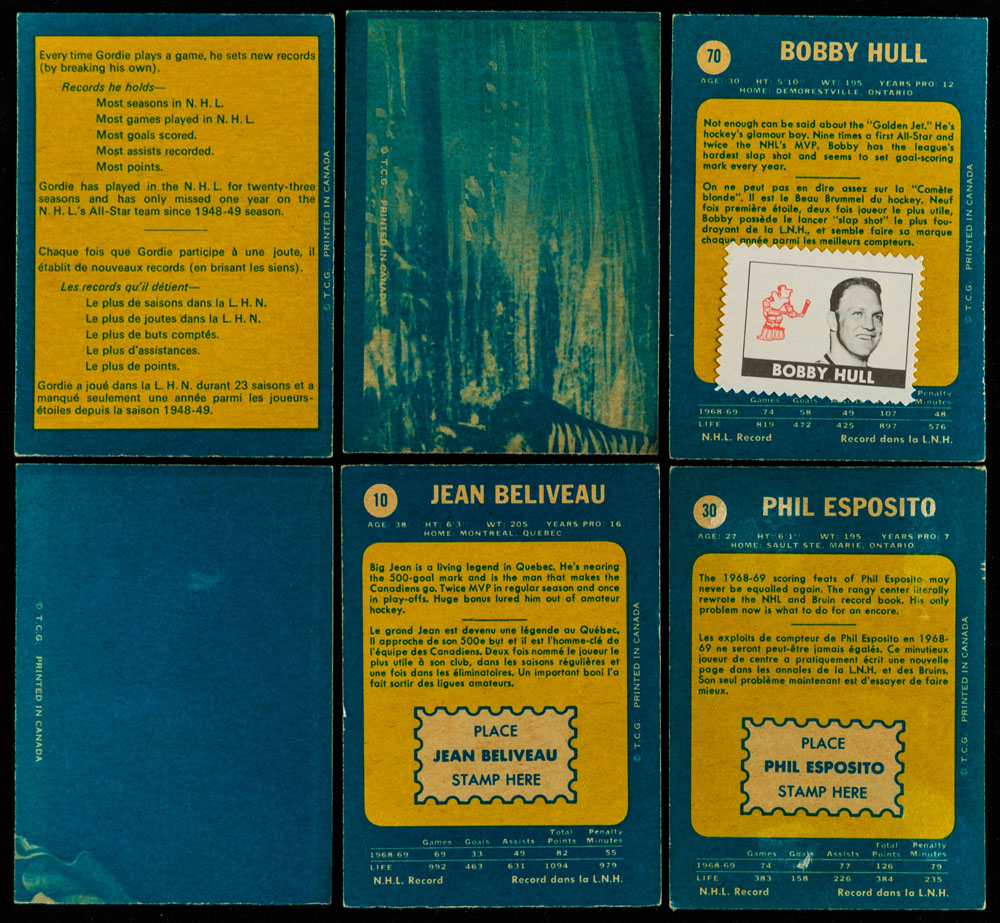 Every time Gordie plays a game, he sets new records
(by breaking his own).
Records he holds—
Most seasons in N. H. L.
Most games played in N. H. L.
Most goals scored.
Most assists recorded.
Most points.
Gordie has played in the N. H. L. for twenty-three
seasons and has only missed one year on the
N. H. L.'s All-Star team since 1948-49 season.
Chaque fois que Gordie participe à une joute, il
établit de nouveaux records (en brisant les siens).
Les records qu'il détient—
Le plus de saisons dans la L. H. N.
Le plus de joutes dans la L. H. N.
Le plus de buts comptés.
Le plus d'assistances.
Le plus de points.
Gordie a joué dans la L. H. N. durant 23 saisons et a
manqué seulement une année parmi les joueurs-
étoiles depuis la saison 1948-49.
© T.C.G. PRINTED IN CANADA
© T.C.G. PRINTED IN CANADA
70
BOBBY HULL
AGE: 30 HT: 5'10" WT: 195 YEARS PRO: 12
HOME: DEMORESTVILLE, ONTARIO
Not enough can be said about the "Golden Jet." He's
hockey's glamour boy. Nine times a first All-Star and
twice the NHL's MVP. Bobby has the league's
hardest slap shot and seems to set goal-scoring
mark every year.
On ne peut pas en dire assez sur la "Comète
blonde". Il est le Beau Brummel du hockey. Neuf
fois première étoile, deux fois joueur le plus utile,
Bobby possède le lancer "slap shot" le plus fou-
droyant de la L.N.H., et semble faire sa marque
chaque année parmi les meilleurs compteurs.
BOBBY HULL
Games Goals Penalty
Minutes
1968-69 74 58 49 107 48
LIFE 819 472 425 897 576
N.H.L. Record Record dans la L.N.H.
© T.C.G. PRINTED IN CANADA
© T.C.G. PRINTED IN CANADA
10
JEAN BELIVEAU
AGE: 38 HT: 6'3 WT: 205 YEARS PRO: 16
HOME: MONTREAL, QUEBEC
Big Jean is a living legend in Quebec. He's nearing
the 500-goal mark and is the man that makes the
Canadiens go. Twice MVP in regular season and once
in play-offs. Huge bonus lured him out of amateur
hockey.
Le grand Jean est devenu une légende au Québec.
Il approche de son 500e but et il est l'homme-clé de
l'équipe des Canadiens. Deux fois nommé le joueur le
plus utile à son club, dans les saisons régulières et
une fois dans les éliminatoires. Un important boni l'a
fait sortir des ligues amateurs.
PLACE
JEAN BELIVEAU
STAMP HERE
Total Penalty
Games Goals Assists Points Minutes
1968-69 69 33 49 82 55
LIFE 992 463 631 1094 979
N.H.L. Record Record dans la L.N.H.
© T.C.G. PRINTED IN CANADA
30
PHIL ESPOSITO
AGE: 27 HT: 6'1" WT: 195 YEARS PRO: 7
HOME: SAULT STE. MARIE, ONTARIO
The 1968-69 scoring feats of Phil Esposito may
never be equalled again. The rangy center literally
rewrote the NHL and Bruin record book. His only
problem now is what to do for an encore.
Les exploits de compteur de Phil Esposito en 1968-
69 ne seront peut-être jamais égalés. Ce minutieux
joueur de centre a pratiquement écrit une nouvelle
page dans les annales de la L.N.H. et des Bruins.
Son seul problème maintenant est d'essayer de faire
mieux.
PLACE
PHIL ESPOSITO
STAMP HERE
Total Penalty
Games Goals Assists Points Minutes
1968-69 74 77 126 79
LIFE 383 158 226 384 235
N.H.L. Record Record dans la L.N.H.
© T.C.G. PRINTED IN CANADA